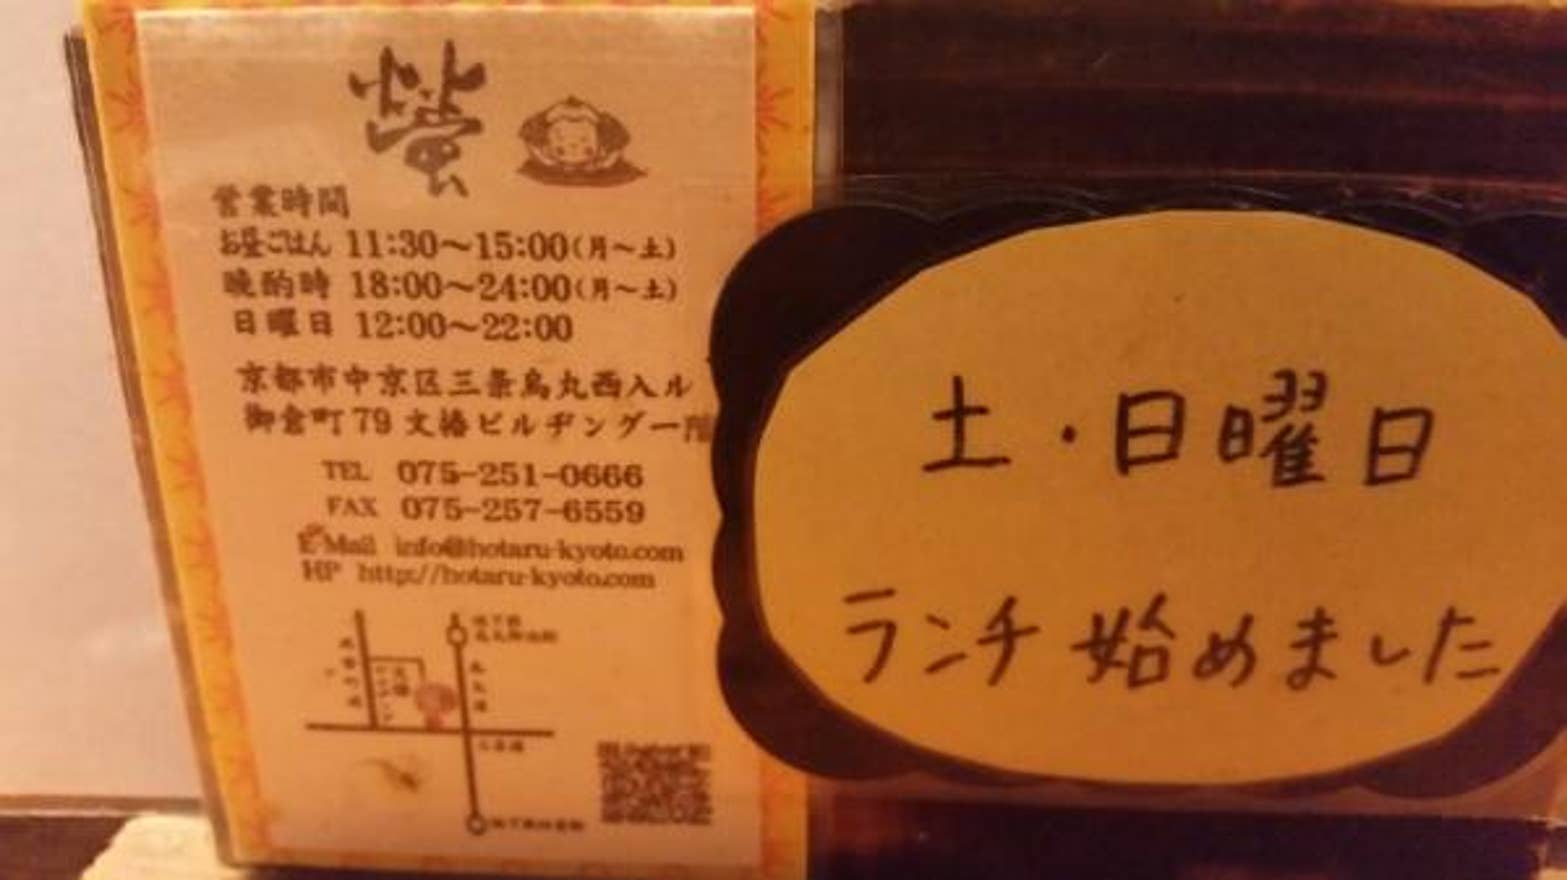 螢
営業時間
お昼ごはん 11:30～15:00(月～土)
晩酌時 18:00～24:00(月～土)
日曜日 12:00～22:00
京都市中京区三条烏丸西入ル
御倉町79 文椿ビルヂング一階
TEL 075-251-0666
FAX 075-257-6559
E-Mail info@hotaru-kyoto.com
HP http://hotaru-kyoto.com
土・日曜日
ランチ始めました